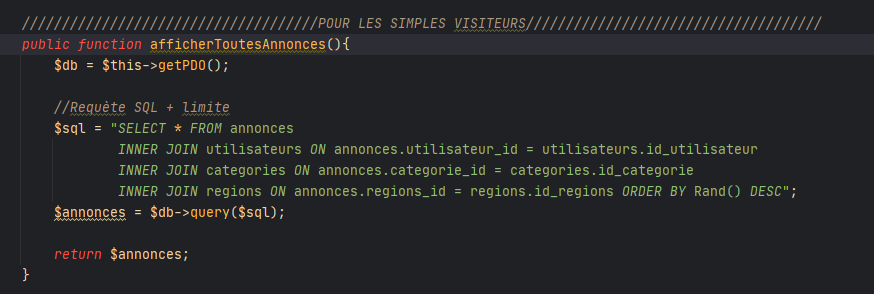 /////////////////////////////////////POUR LES SIMPLES VISITEURS/////////////////////////////////////
public function afficherToutesAnnonces(){
    $db = $this->getPDO();

    //Requète SQL + limite
    $sql = "SELECT * FROM annonces
            INNER JOIN utilisateurs ON annonces.utilisateur_id = utilisateurs.id_utilisateur
            INNER JOIN categories ON annonces.categorie_id = categories.id_categorie
            INNER JOIN regions ON annonces.regions_id = regions.id_regions ORDER BY Rand() DESC";
    $annonces = $db->query($sql);

    return $annonces;
}